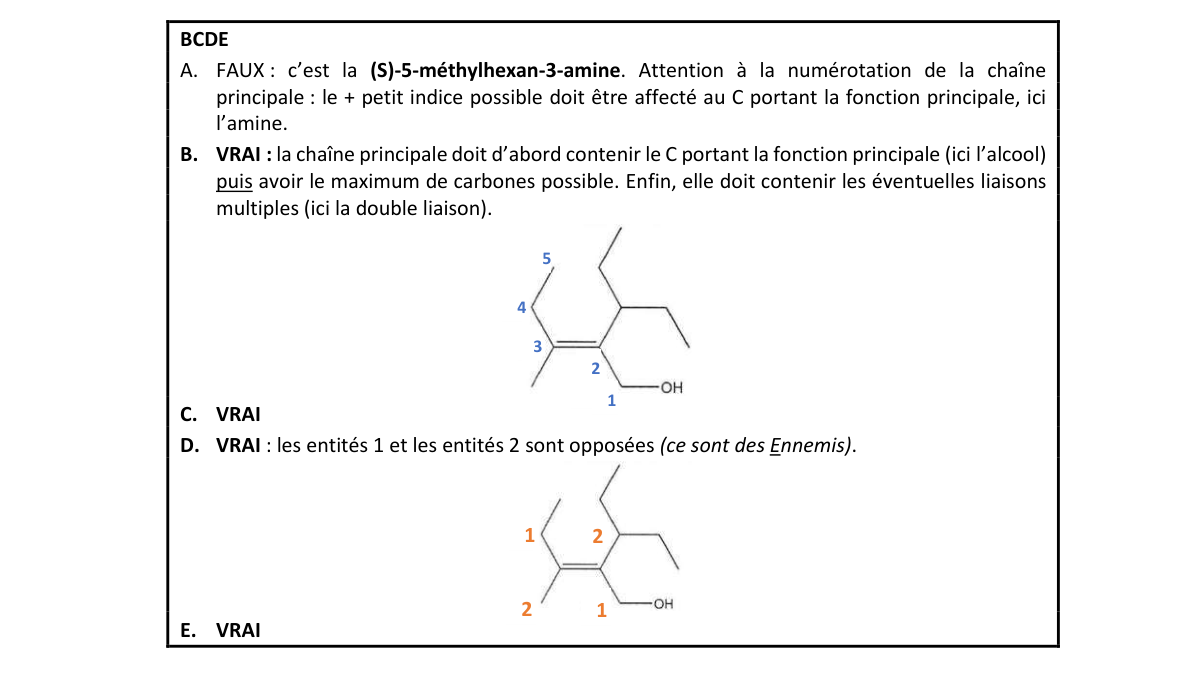 BCDE
A. FAUX : c’est la (S)-5-méthylhexan-3-amine. Attention à la numérotation de la chaîne
principale : le + petit indice possible doit être affecté au C portant la fonction principale, ici
l’amine.
B. VRAI : la chaîne principale doit d’abord contenir le C portant la fonction principale (ici l’alcool)
puis avoir le maximum de carbones possible. Enfin, elle doit contenir les éventuelles liaisons
multiples (ici la double liaison).
5
4
3
2
OH
1
C. VRAI
D. VRAI : les entités 1 et les entités 2 sont opposées (ce sont des Ennemis).
1 2
2 1 OH
E. VRAI